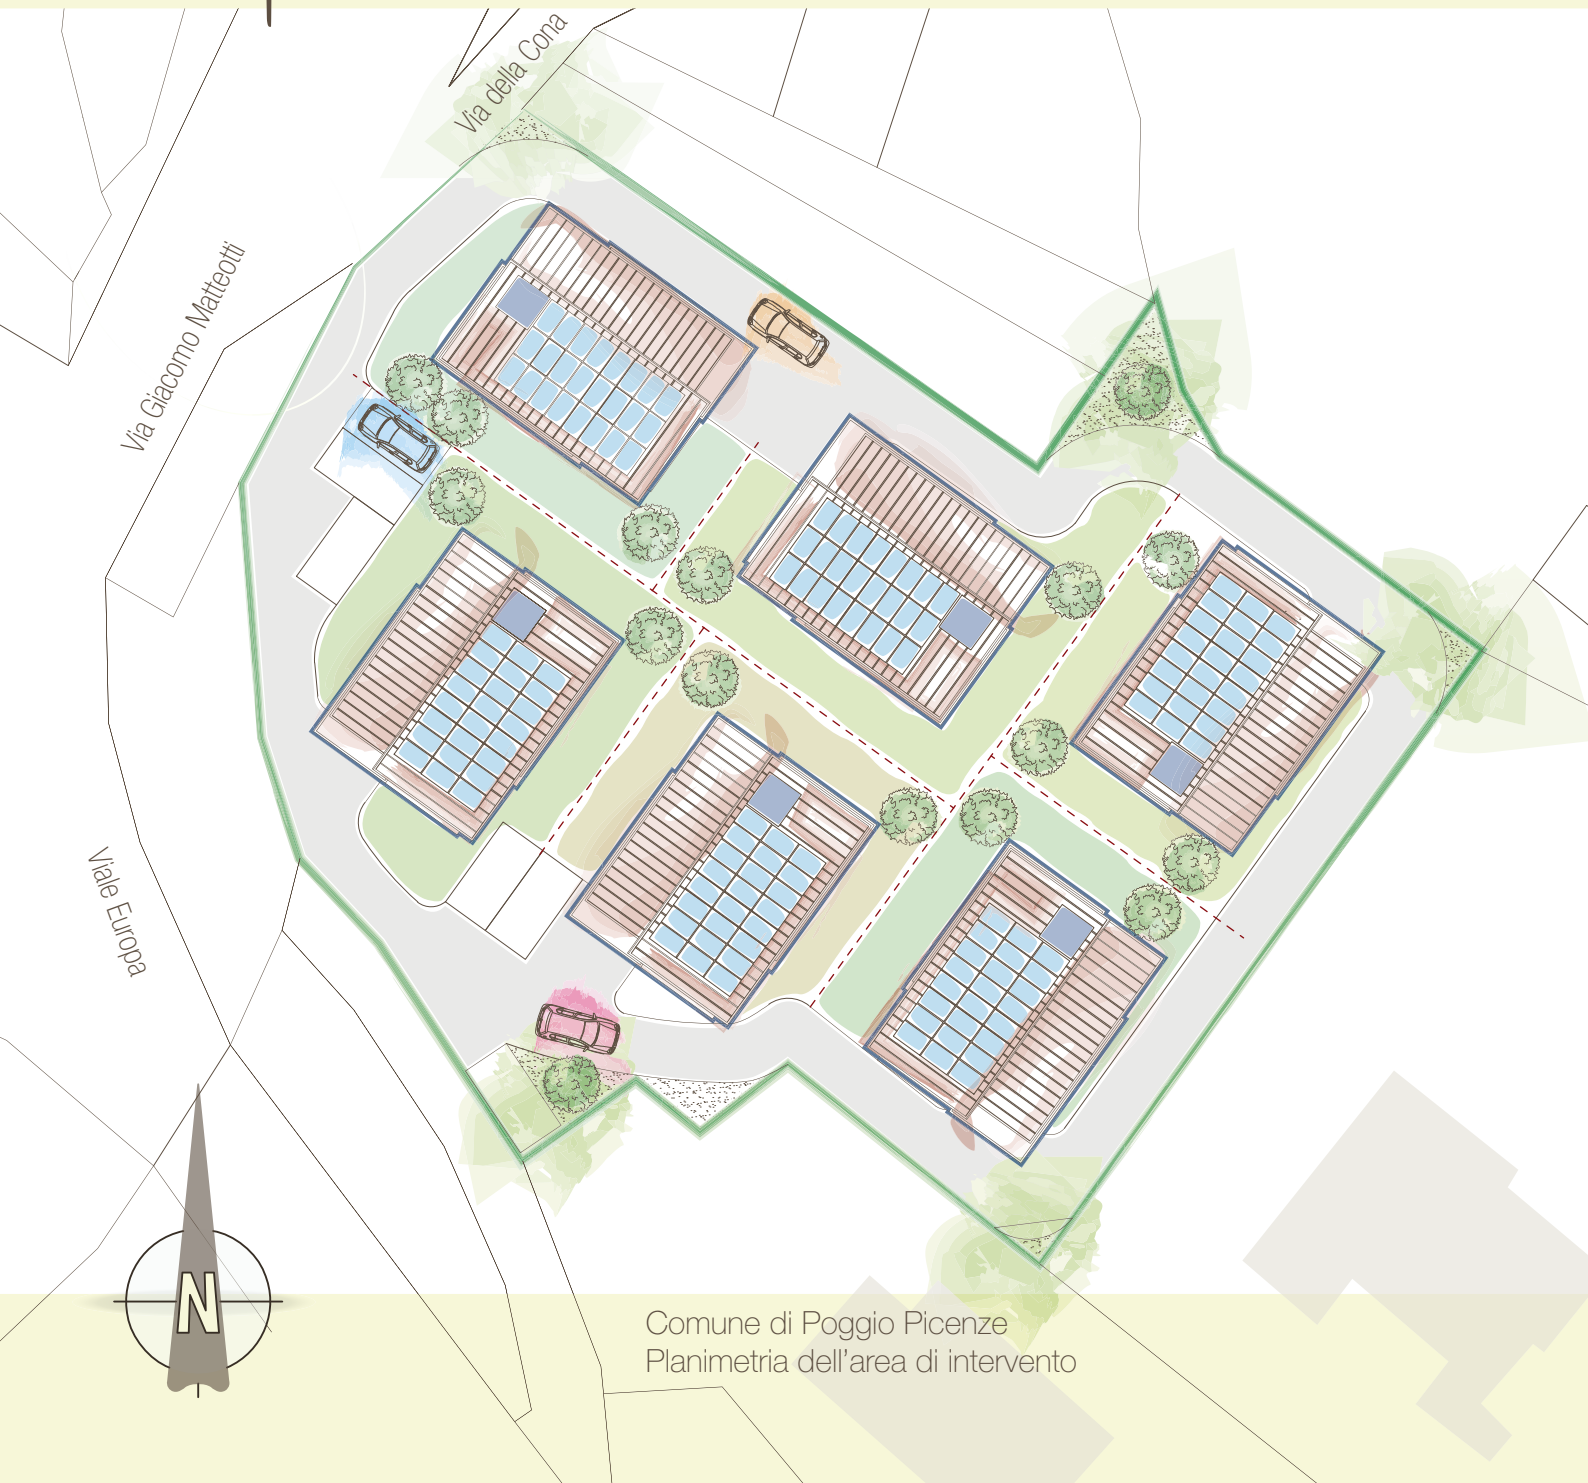 Via della Cona
Via Giacomo Matteotti
Viale Europa
N
Comune di Poggio Picenze
Planimetria dell'area di intervento